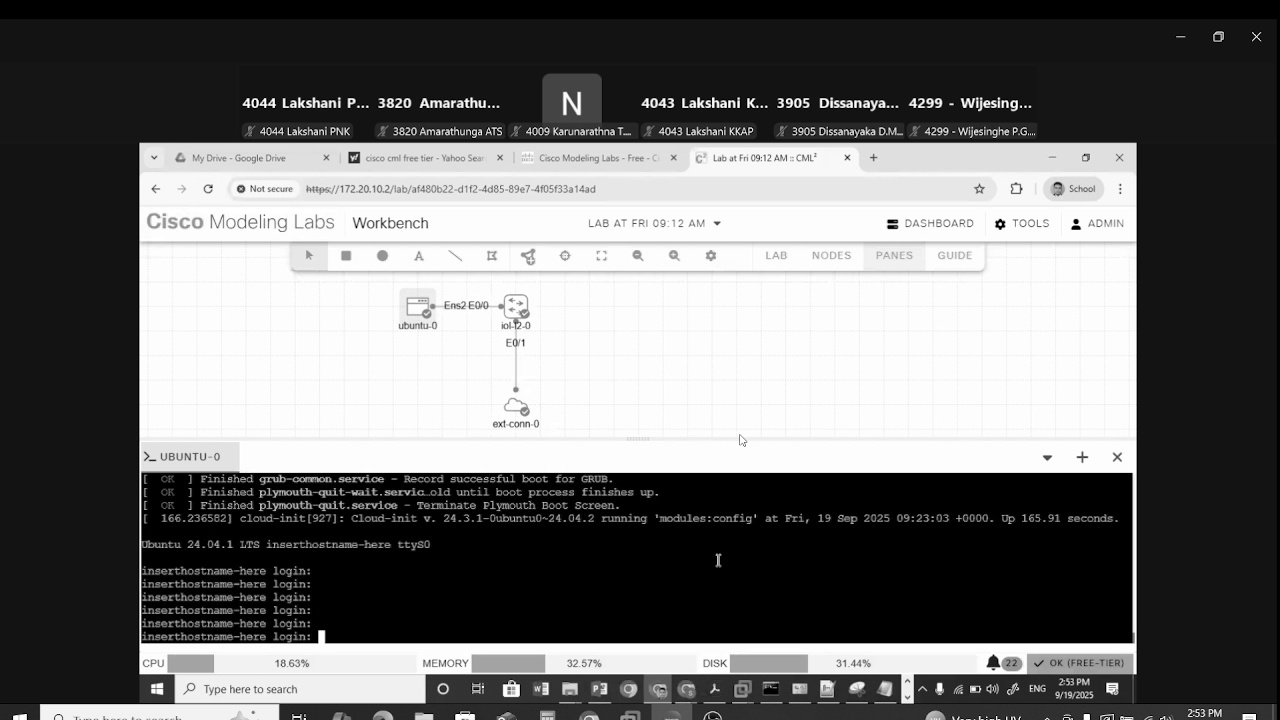 4044 Lakshani P... 3820 Amarathu... N 4043 Lakshani K... 3905 Dissanaya... 4299 - Wijesing...
4044 Lakshani PNK 3820 Amarathunga ATS 4009 Karunarathna T... 4043 Lakshani KKAP 3905 Dissanayaka D.M... 4299 - Wijesinghe P.G....
My Drive - Google Drive cisco cml free tier - Yahoo Sear Cisco Modeling Labs - Free - Ci Lab at Fri 09:12 AM :: CML²
Not secure https://172.20.10.2/lab/af480b22-d1f2-4d85-89e7-4f05f33a14ad School
Cisco Modeling Labs Workbench LAB AT FRI 09:12 AM DASHBOARD TOOLS ADMIN
A LAB NODES PANES GUIDE
Ens2 E0/0
ubuntu-0 iol-l2-0
E0/1
ext-conn-0
UBUNTU-0
[ OK ] Finished grub-common.service - Record successful boot for GRUB.
[ OK ] Finished plymouth-quit-wait.servic…old until boot process finishes up.
[ OK ] Finished plymouth-quit.service - Terminate Plymouth Boot Screen.
[ 166.236582] cloud-init[927]: Cloud-init v. 24.3.1-0ubuntu0~24.04.2 running 'modules:config' at Fri, 19 Sep 2025 09:23:03 +0000. Up 165.91 seconds.
Ubuntu 24.04.1 LTS inserthostname-here ttyS0
inserthostname-here login:
inserthostname-here login:
inserthostname-here login:
inserthostname-here login:
inserthostname-here login:
inserthostname-here login:
CPU 18.63% MEMORY 32.57% DISK 31.44% 22 OK (FREE-TIER)
Type here to search ENG 2:53 PM
9/19/2025
Type here to search 2:53 PM